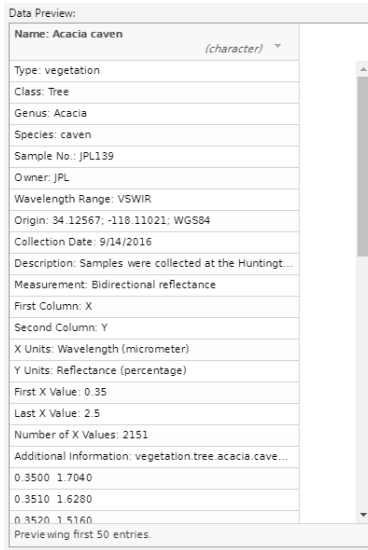 Data Preview:
Name: Acacia caven
(character)
Type: vegetation
Class: Tree
Genus: Acacia
Species: caven
Sample No.: JPL139
Owner: JPL
Wavelength Range: VSWIR
Origin: 34.12567; -118.11021; WGS84
Collection Date: 9/14/2016
Description: Samples were collected at the Huntingt...
Measurement: Bidirectional reflectance
First Column: X
Second Column: Y
X Units: Wavelength (micrometer)
Y Units: Reflectance (percentage)
First X Value: 0.35
Last X Value: 2.5
Number of X Values: 2151
Additional Information: vegetation.tree.acacia.cave...
0.3500 1.7040
0.3510 1.6280
0.3520 1.5160
Previewing first 50 entries.